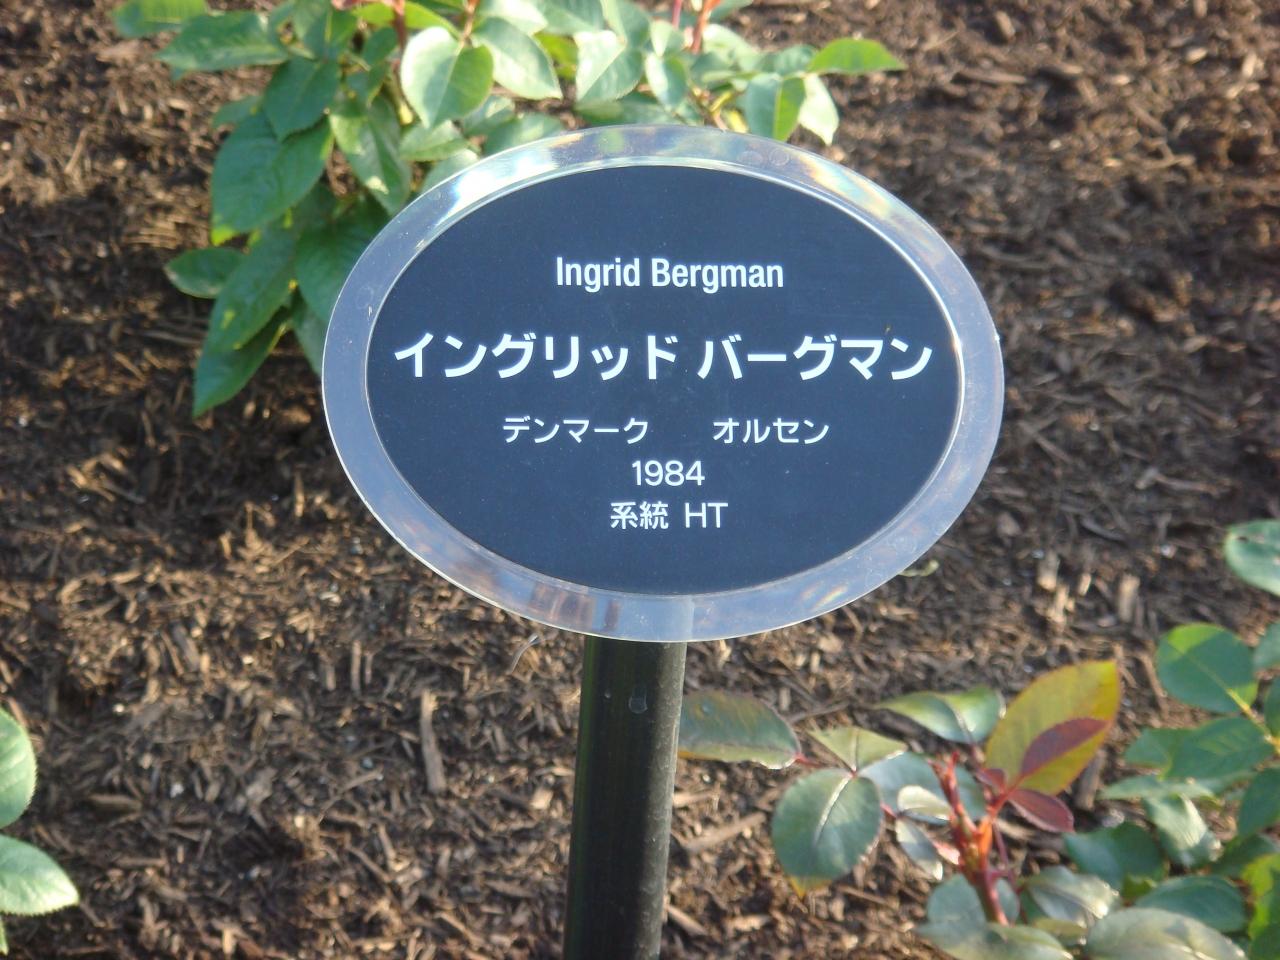 Ingrid Bergman
イングリッド バーグマン
デンマーク　オルセン
1984
系統 HT